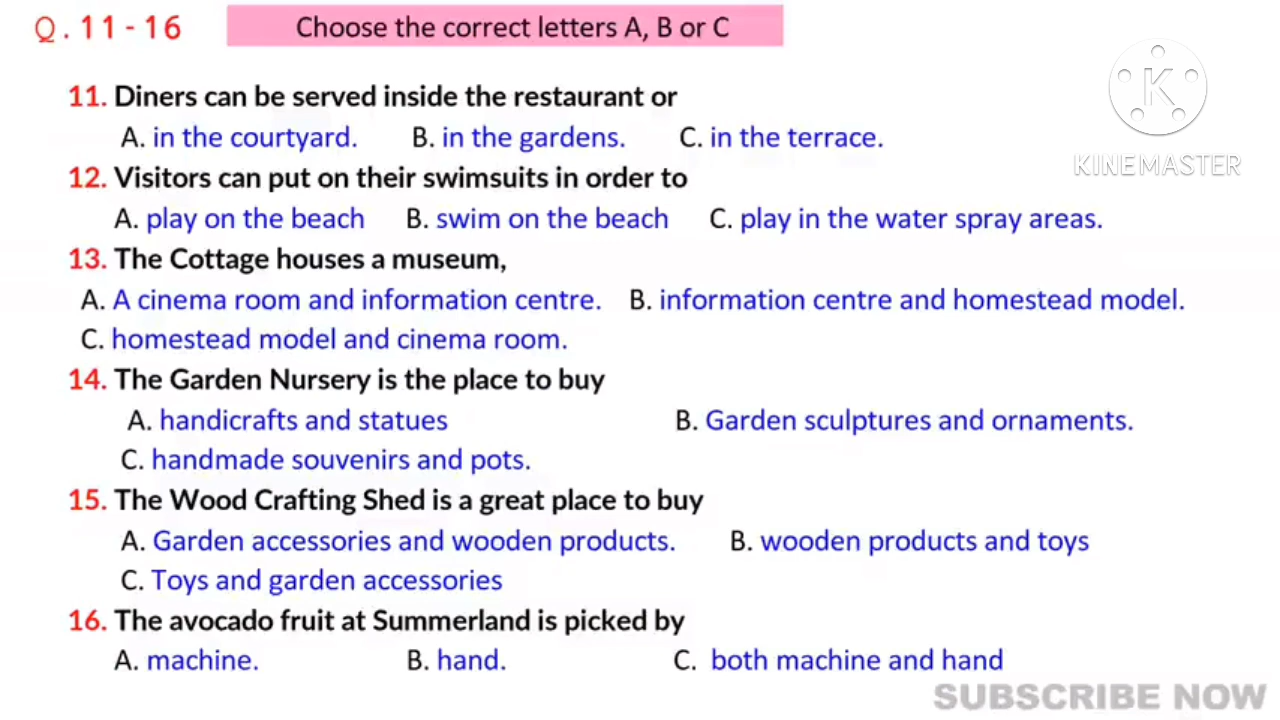 Q. 11 - 16 Choose the correct letters A, B or C
11. Diners can be served inside the restaurant or
A. in the courtyard. B. in the gardens. C. in the terrace.
12. Visitors can put on their swimsuits in order to
A. play on the beach B. swim on the beach C. play in the water spray areas.
13. The Cottage houses a museum,
A. A cinema room and information centre. B. information centre and homestead model.
C. homestead model and cinema room.
14. The Garden Nursery is the place to buy
A. handicrafts and statues B. Garden sculptures and ornaments.
C. handmade souvenirs and pots.
15. The Wood Crafting Shed is a great place to buy
A. Garden accessories and wooden products. B. wooden products and toys
C. Toys and garden accessories
16. The avocado fruit at Summerland is picked by
A. machine. B. hand. C. both machine and hand
K
KINEMASTER
SUBSCRIBE NOW